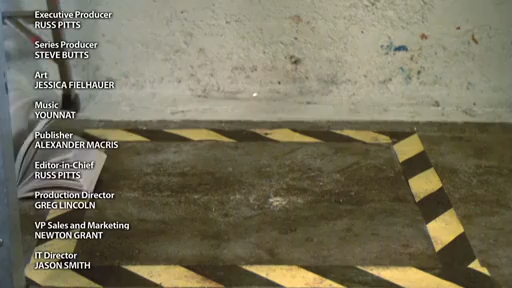 Executive Producer
RUSS PITTS
Series Producer
STEVE BUTTS
Art
JESSICA FIELHAUER
Music
YOUNNAT
Publisher
ALEXANDER MACRIS
Editor-in-Chief
RUSS PITTS
Production Director
GREG LINCOLN
VP Sales and Marketing
NEWTON GRANT
IT Director
JASON SMITH